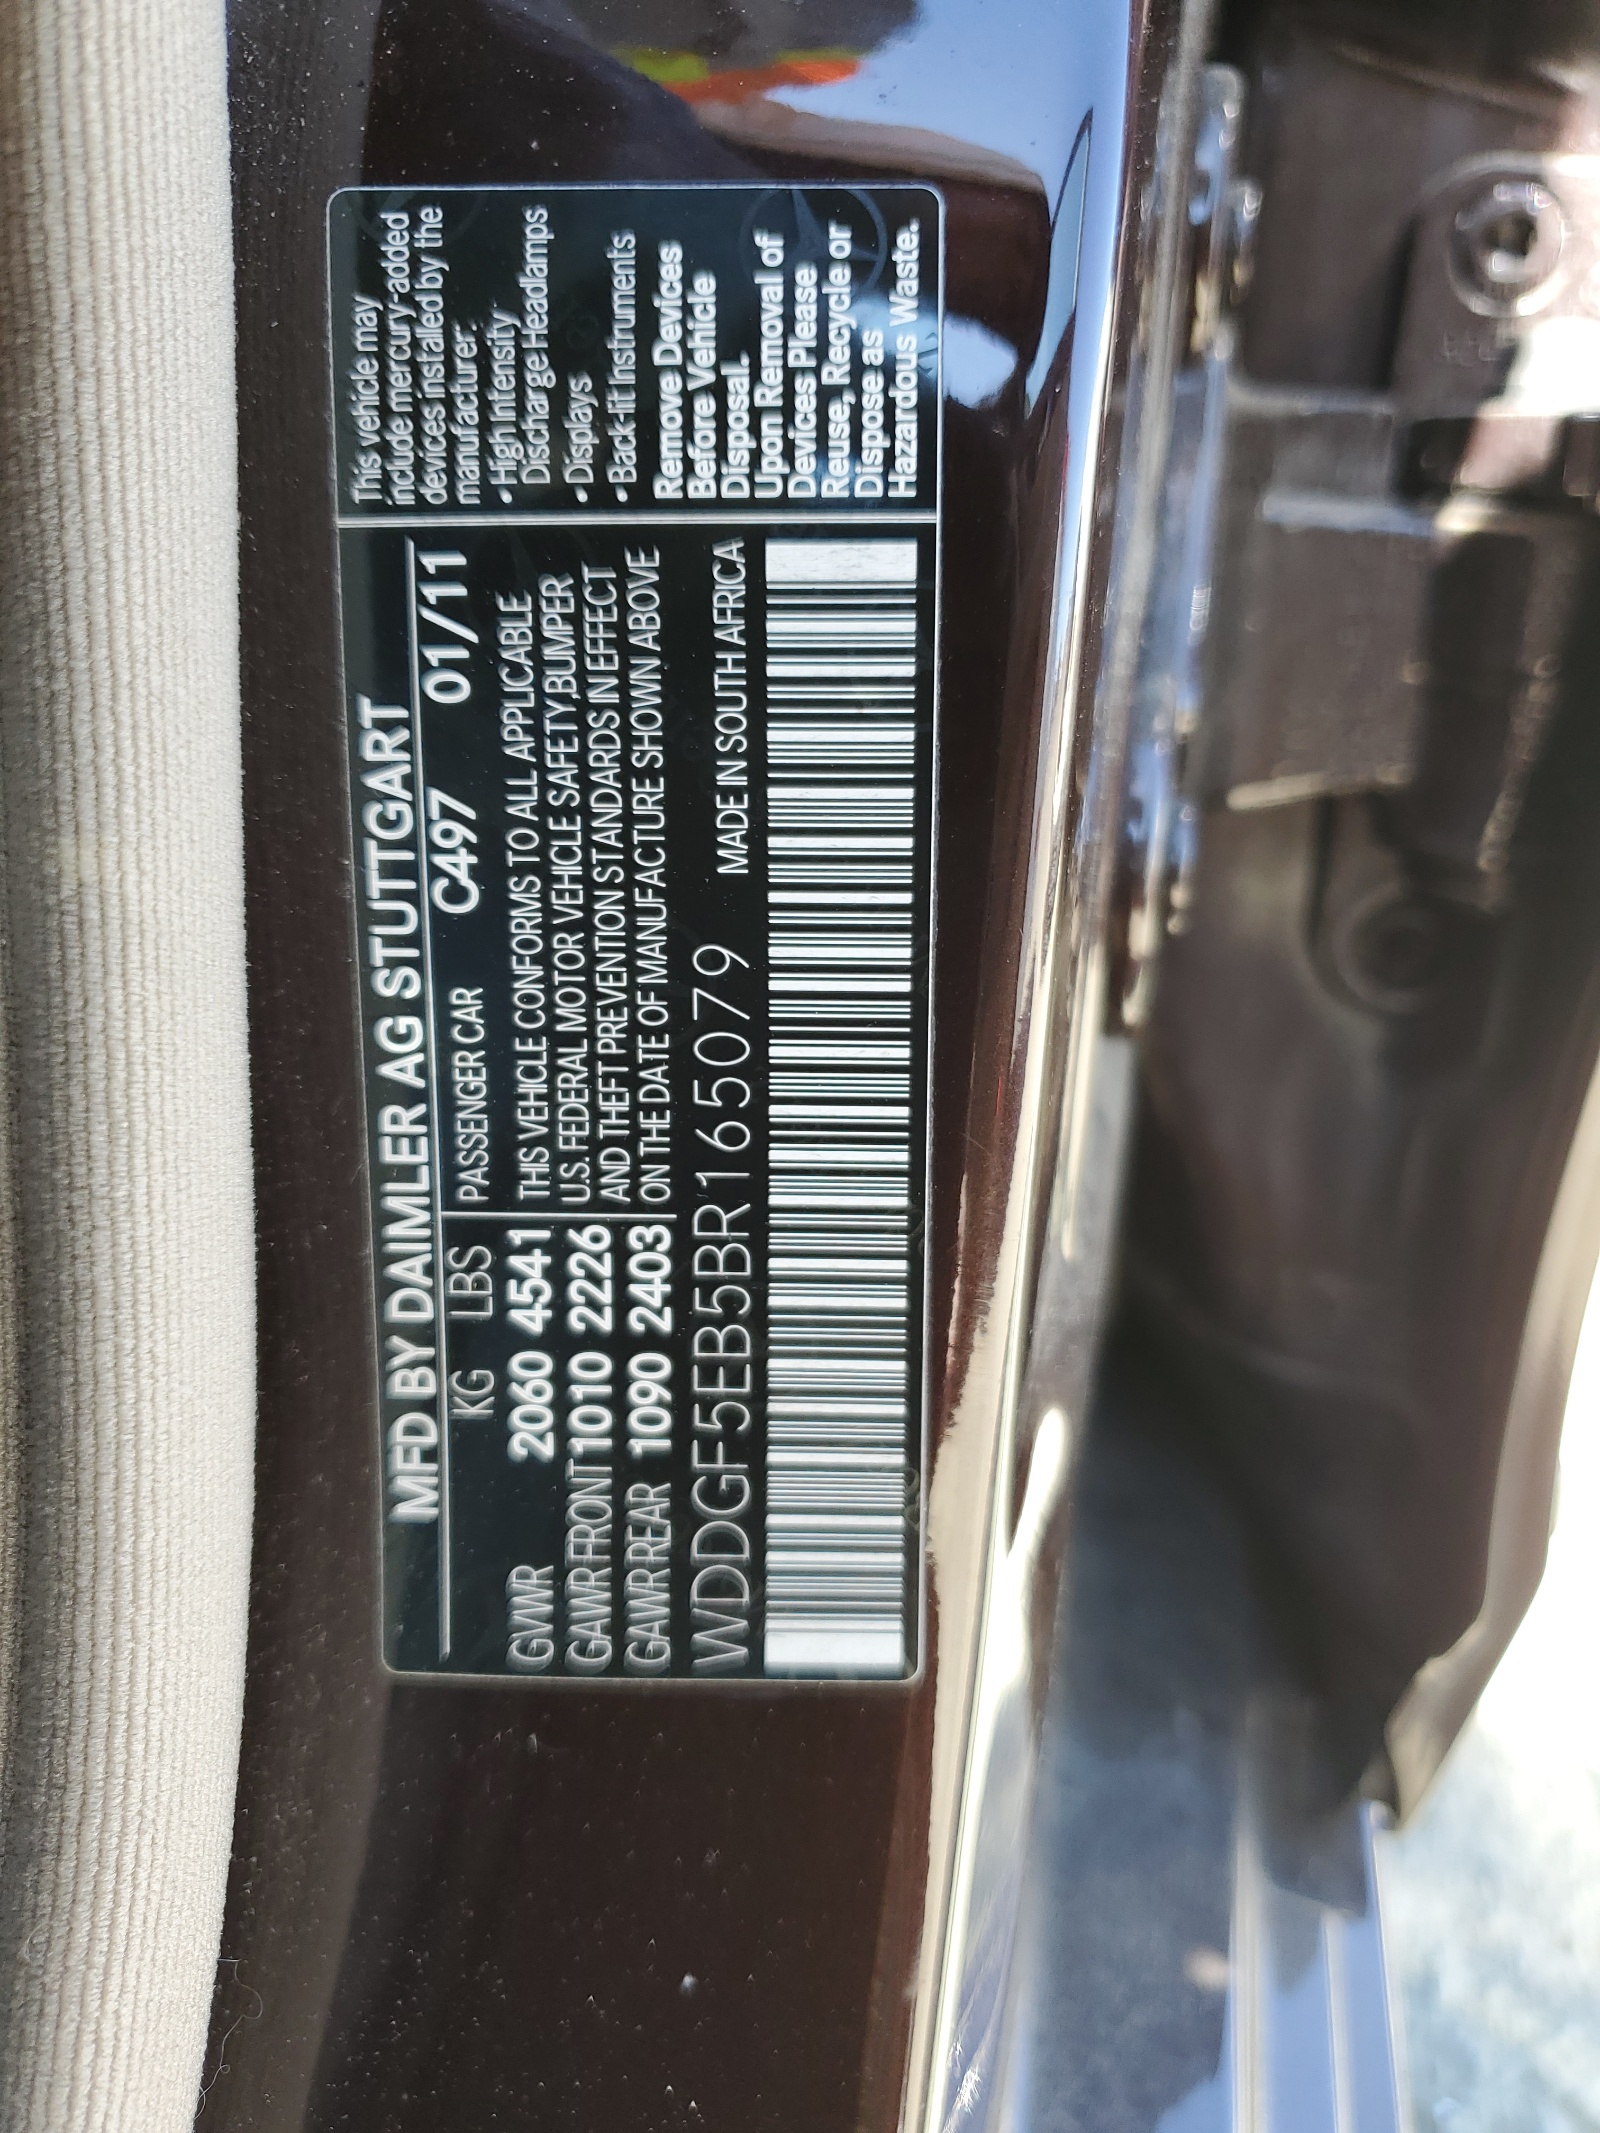 MFD BY DAIMLER AG STUTTGART
KG LBS
PASSENGER CAR C497 01/11
GVWR 2060 4541
GAWR FRONT 1010 2226
GAWR REAR 1090 2403
THIS VEHICLE CONFORMS TO ALL APPLICABLE
U.S. FEDERAL MOTOR VEHICLE SAFETY,BUMPER
AND THEFT PREVENTION STANDARDS IN EFFECT
ON THE DATE OF MANUFACTURE SHOWN ABOVE
WDDGF5EB5BR165079
MADE IN SOUTH AFRICA
This vehicle may
include mercury-added
devices installed by the
manufacturer:
• High Intensity
Discharge Headlamps
• Displays
• Back-lit Instruments
Remove Devices
Before Vehicle
Disposal.
Upon Removal of
Devices Please
Reuse, Recycle or
Dispose as
Hazardous Waste.